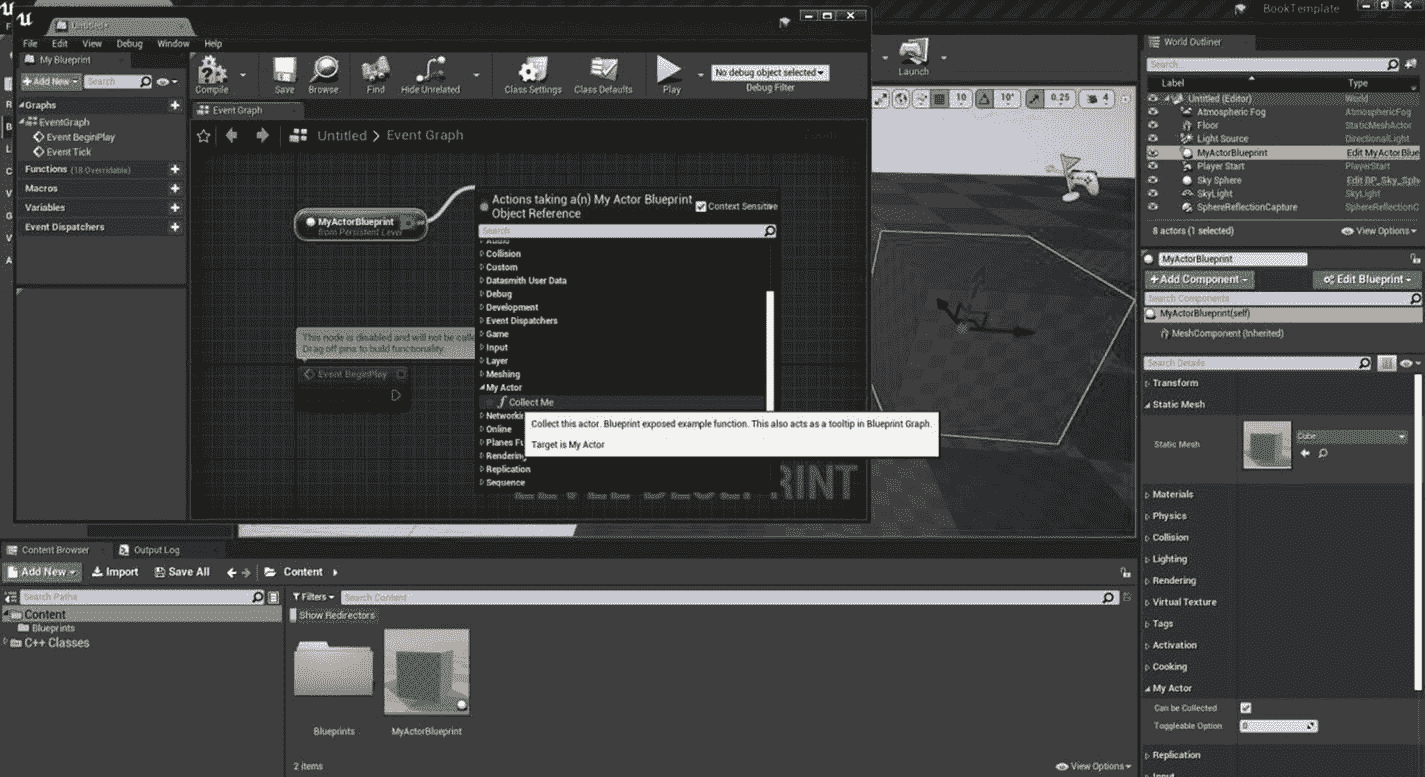 BookTemplate
Untitled*
File Edit View Debug Window Help
My Blueprint
Add New
Search
Graphs
EventGraph
Event BeginPlay
Event Tick
Functions (18 Overridable)
Macros
Variables
Event Dispatchers
Compile
Save
Browse
Find
Hide Unrelated
Class Settings
Class Defaults
Play
No debug object selected
Debug Filter
Launch
Event Graph
Untitled > Event Graph
10
10°
0.25
4
MyActorBlueprint
from Persistent Level
This node is disabled and will not be
Drag off pins to build functionality.
Event BeginPlay
Actions taking a(n) My Actor Blueprint
Object Reference
Context Sensitive
Search
Audio
Collision
Custom
Datasmith User Data
Debug
Development
Event Dispatchers
Game
Input
Layer
Meshing
My Actor
Collect Me
Online
Rendering
Replication
Sequence
Collect this actor. Blueprint exposed example function. This also acts as a tooltip in Blueprint Graph.
Target is My Actor
World Outliner
Search...
Label Type
Untitled (Editor) World
Atmospheric Fog AtmosphericFog
Floor StaticMeshActor
Light Source DirectionalLight
MyActorBlueprint Edit MyActorBlue
Player Start PlayerStart
Sky Sphere Edit BP_Sky_Sph
SkyLight SkyLight
SphereReflectionCapture SphereReflectionC
8 actors (1 selected) View Options
MyActorBlueprint
+Add Component Edit Blueprint
Search Components
MyActorBlueprint(self)
MeshComponent (Inherited)
Search Details
Transform
Static Mesh
Static Mesh Cube
Materials
Physics
Collision
Lighting
Rendering
Virtual Texture
Tags
Activation
Cooking
My Actor
Can be Collected
Toggleable Option 0
Replication
Input
Content Browser Output Log
Add New Import Save All Content
Search Paths
Content
Blueprints
C++ Classes
Filters Search Content
Show Redirectors
Blueprints MyActorBlueprint
2 items View Options